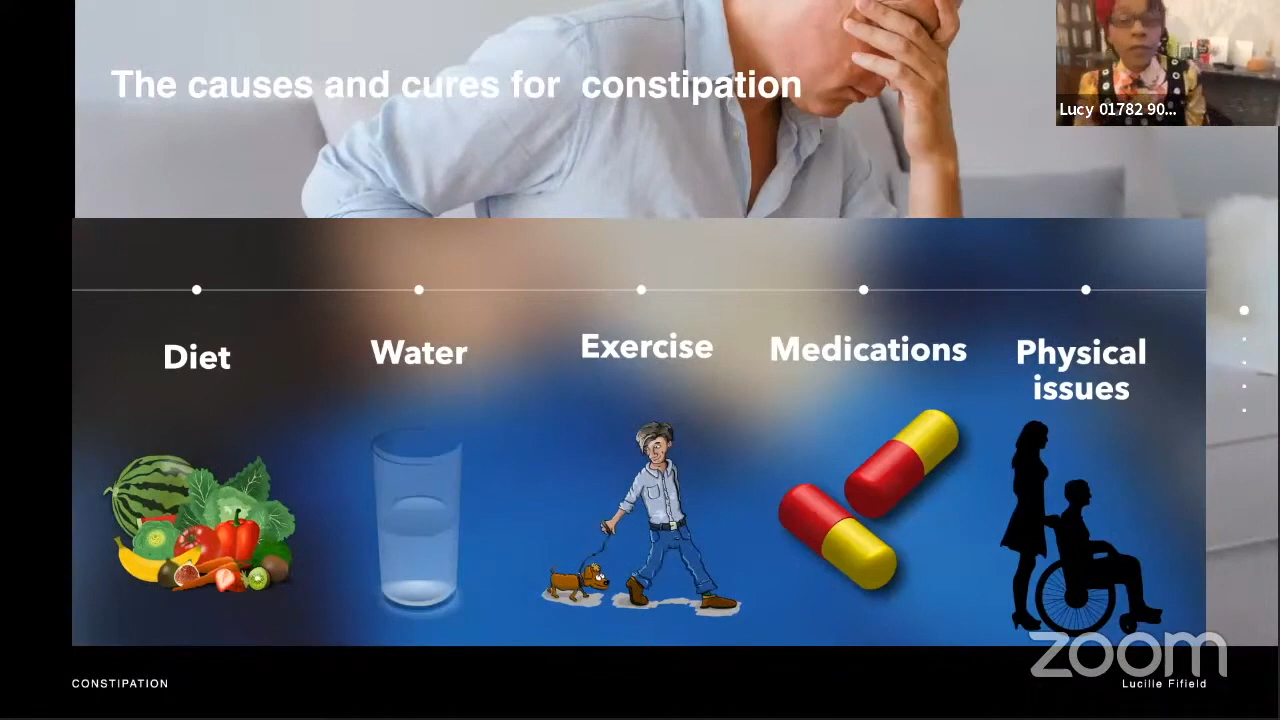 The causes and cures for  constipation
Lucy 01782 90...
Diet
Water
Exercise
Medications
Physical
issues
zoom
CONSTIPATION
Lucille Fifield